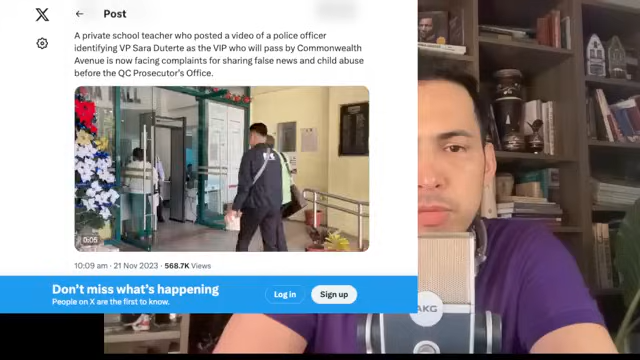 Post
A private school teacher who posted a video of a police officer
identifying VP Sara Duterte as the VIP who will pass by Commonwealth
Avenue is now facing complaints for sharing false news and child abuse
before the QC Prosecutor's Office.
0:05
10:09 am · 21 Nov 2023 · 568.7K Views
Don't miss what's happening
People on X are the first to know.
Log in
Sign up
AKG